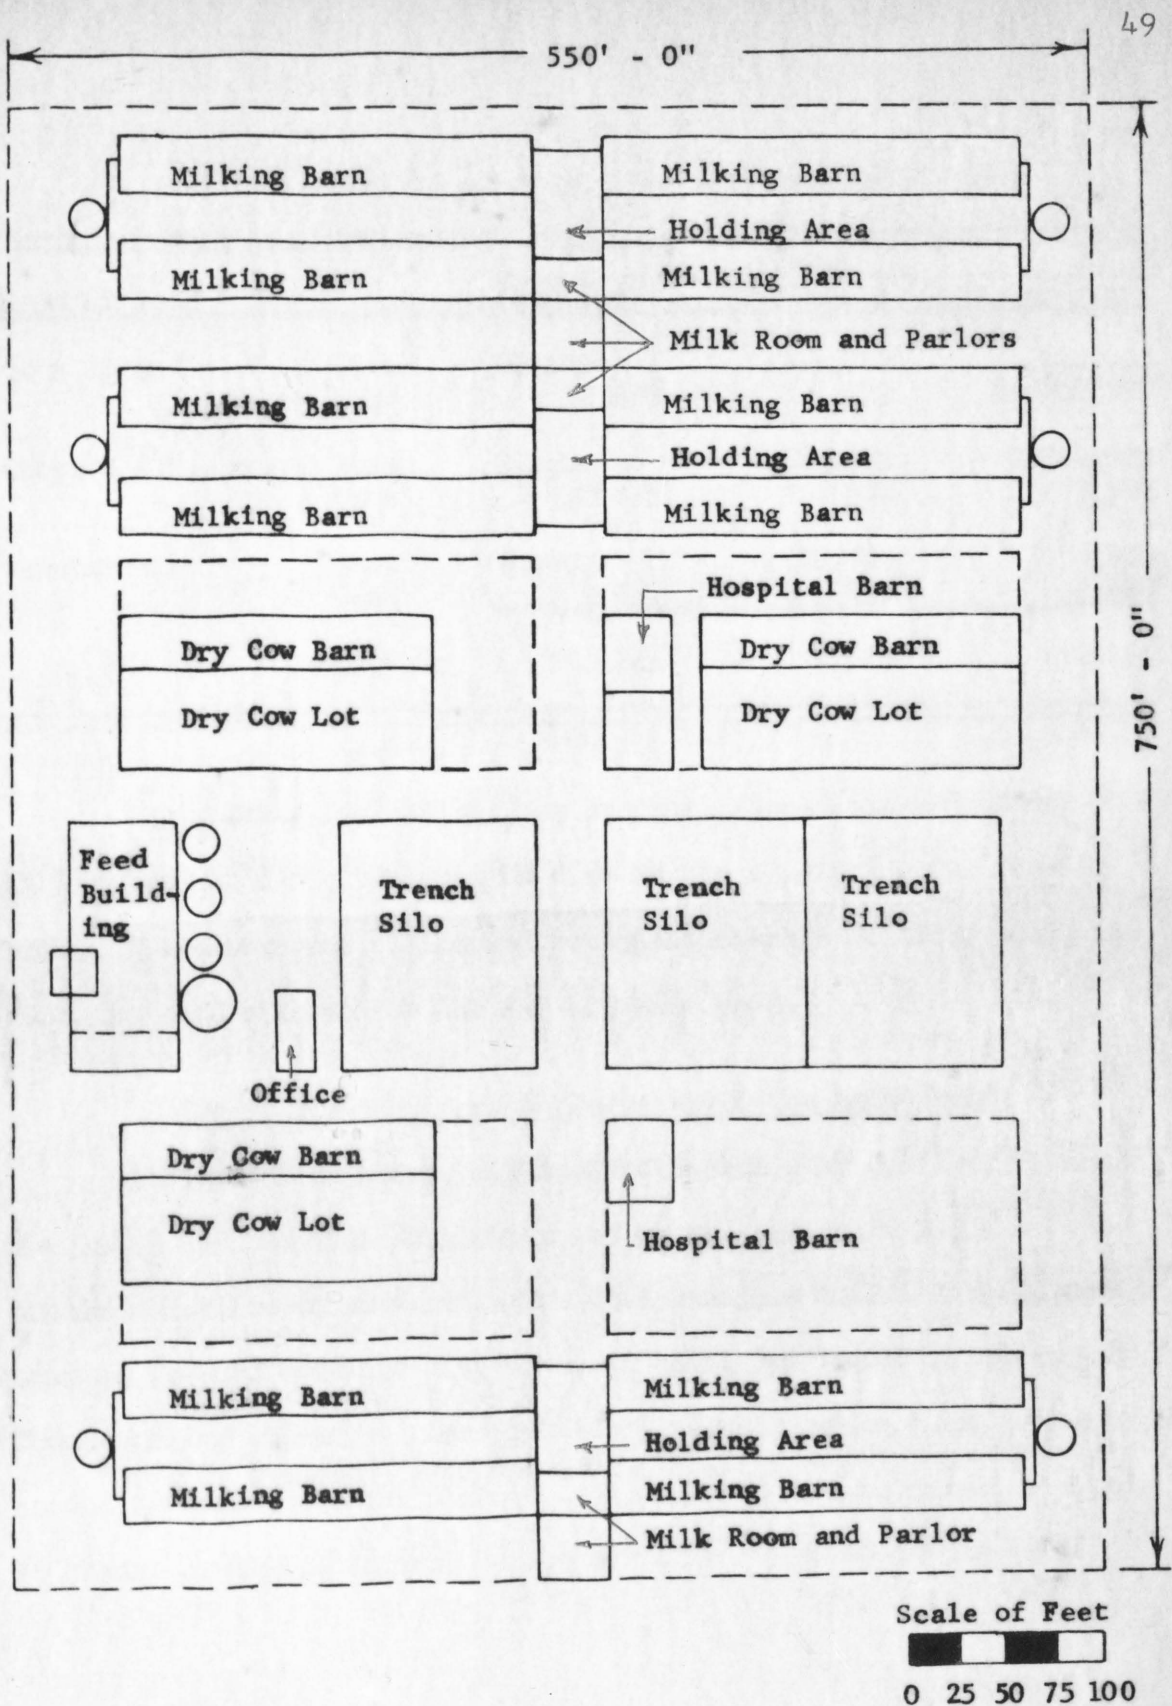 49
550' - 0"
Milking Barn
Milking Barn
Holding Area
Milking Barn
Milking Barn
Milk Room and Parlors
Milking Barn
Milking Barn
Holding Area
Milking Barn
Milking Barn
Hospital Barn
Dry Cow Barn
Dry Cow Barn
Dry Cow Lot
Dry Cow Lot
750' - 0"
Feed
Build-
ing
Trench
Silo
Trench
Silo
Trench
Silo
Office
Dry Cow Barn
Dry Cow Lot
Hospital Barn
Milking Barn
Milking Barn
Holding Area
Milking Barn
Milking Barn
Milk Room and Parlor
Scale of Feet
0 25 50 75 100